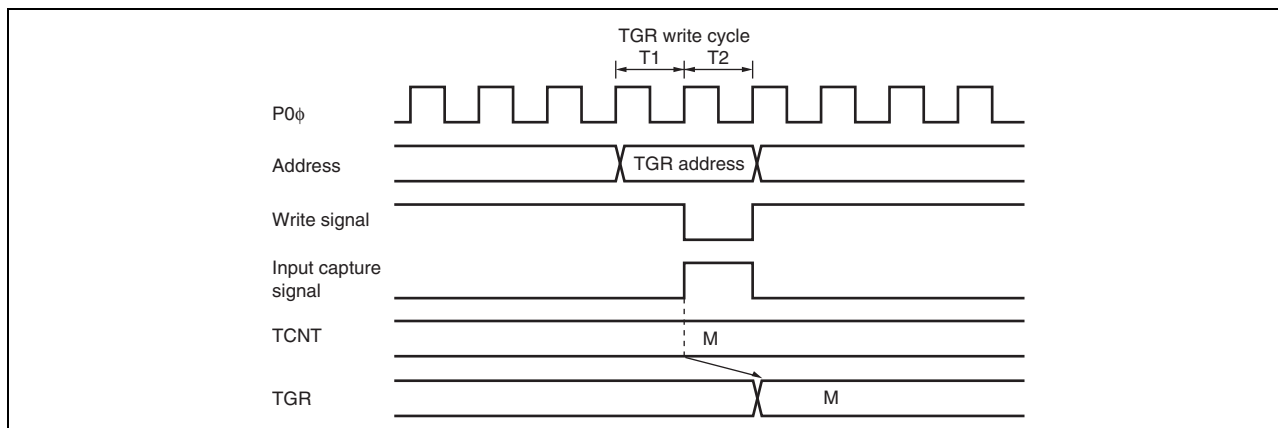 TGR write cycle
T1 T2
P0ϕ
Address
TGR address
Write signal
Input capture
signal
TCNT
M
TGR
M